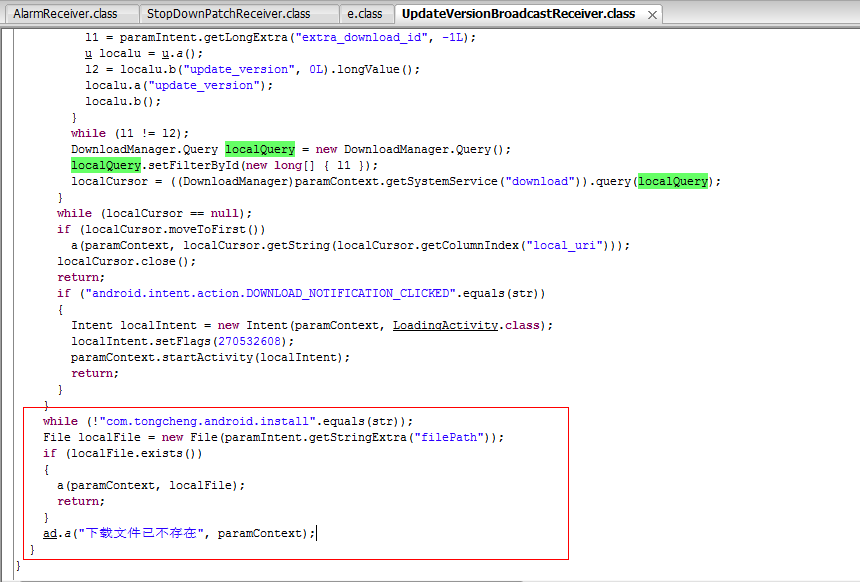 AlarmReceiver.class StopDownPatchReceiver.class e.class UpdateVersionBroadcastReceiver.class
l1 = paramIntent.getLongExtra("extra_download_id", -1L);
u localu = u.a();
l2 = localu.b("update_version", 0L).longValue();
localu.a("update_version");
localu.b();
}
while (l1 != l2);
DownloadManager.Query localQuery = new DownloadManager.Query();
localQuery.setFilterById(new long[] { l1 });
localCursor = ((DownloadManager)paramContext.getSystemService("download")).query(localQuery);
}
while (localCursor == null);
if (localCursor.moveToFirst())
a(paramContext, localCursor.getString(localCursor.getColumnIndex("local_uri")));
localCursor.close();
return;
if ("android.intent.action.DOWNLOAD_NOTIFICATION_CLICKED".equals(str))
{
Intent localIntent = new Intent(paramContext, LoadingActivity.class);
localIntent.setFlags(270532608);
paramContext.startActivity(localIntent);
return;
}
}
while (!"com.tongcheng.android.install".equals(str));
File localFile = new File(paramIntent.getStringExtra("filePath"));
if (localFile.exists())
{
a(paramContext, localFile);
return;
}
ad.a("下载文件已不存在", paramContext);
}
}